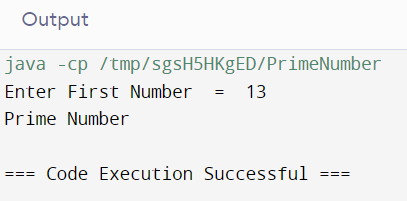 Output
java -cp /tmp/sgsH5HKgED/PrimeNumber
Enter First Number  =  13
Prime Number
=== Code Execution Successful ===